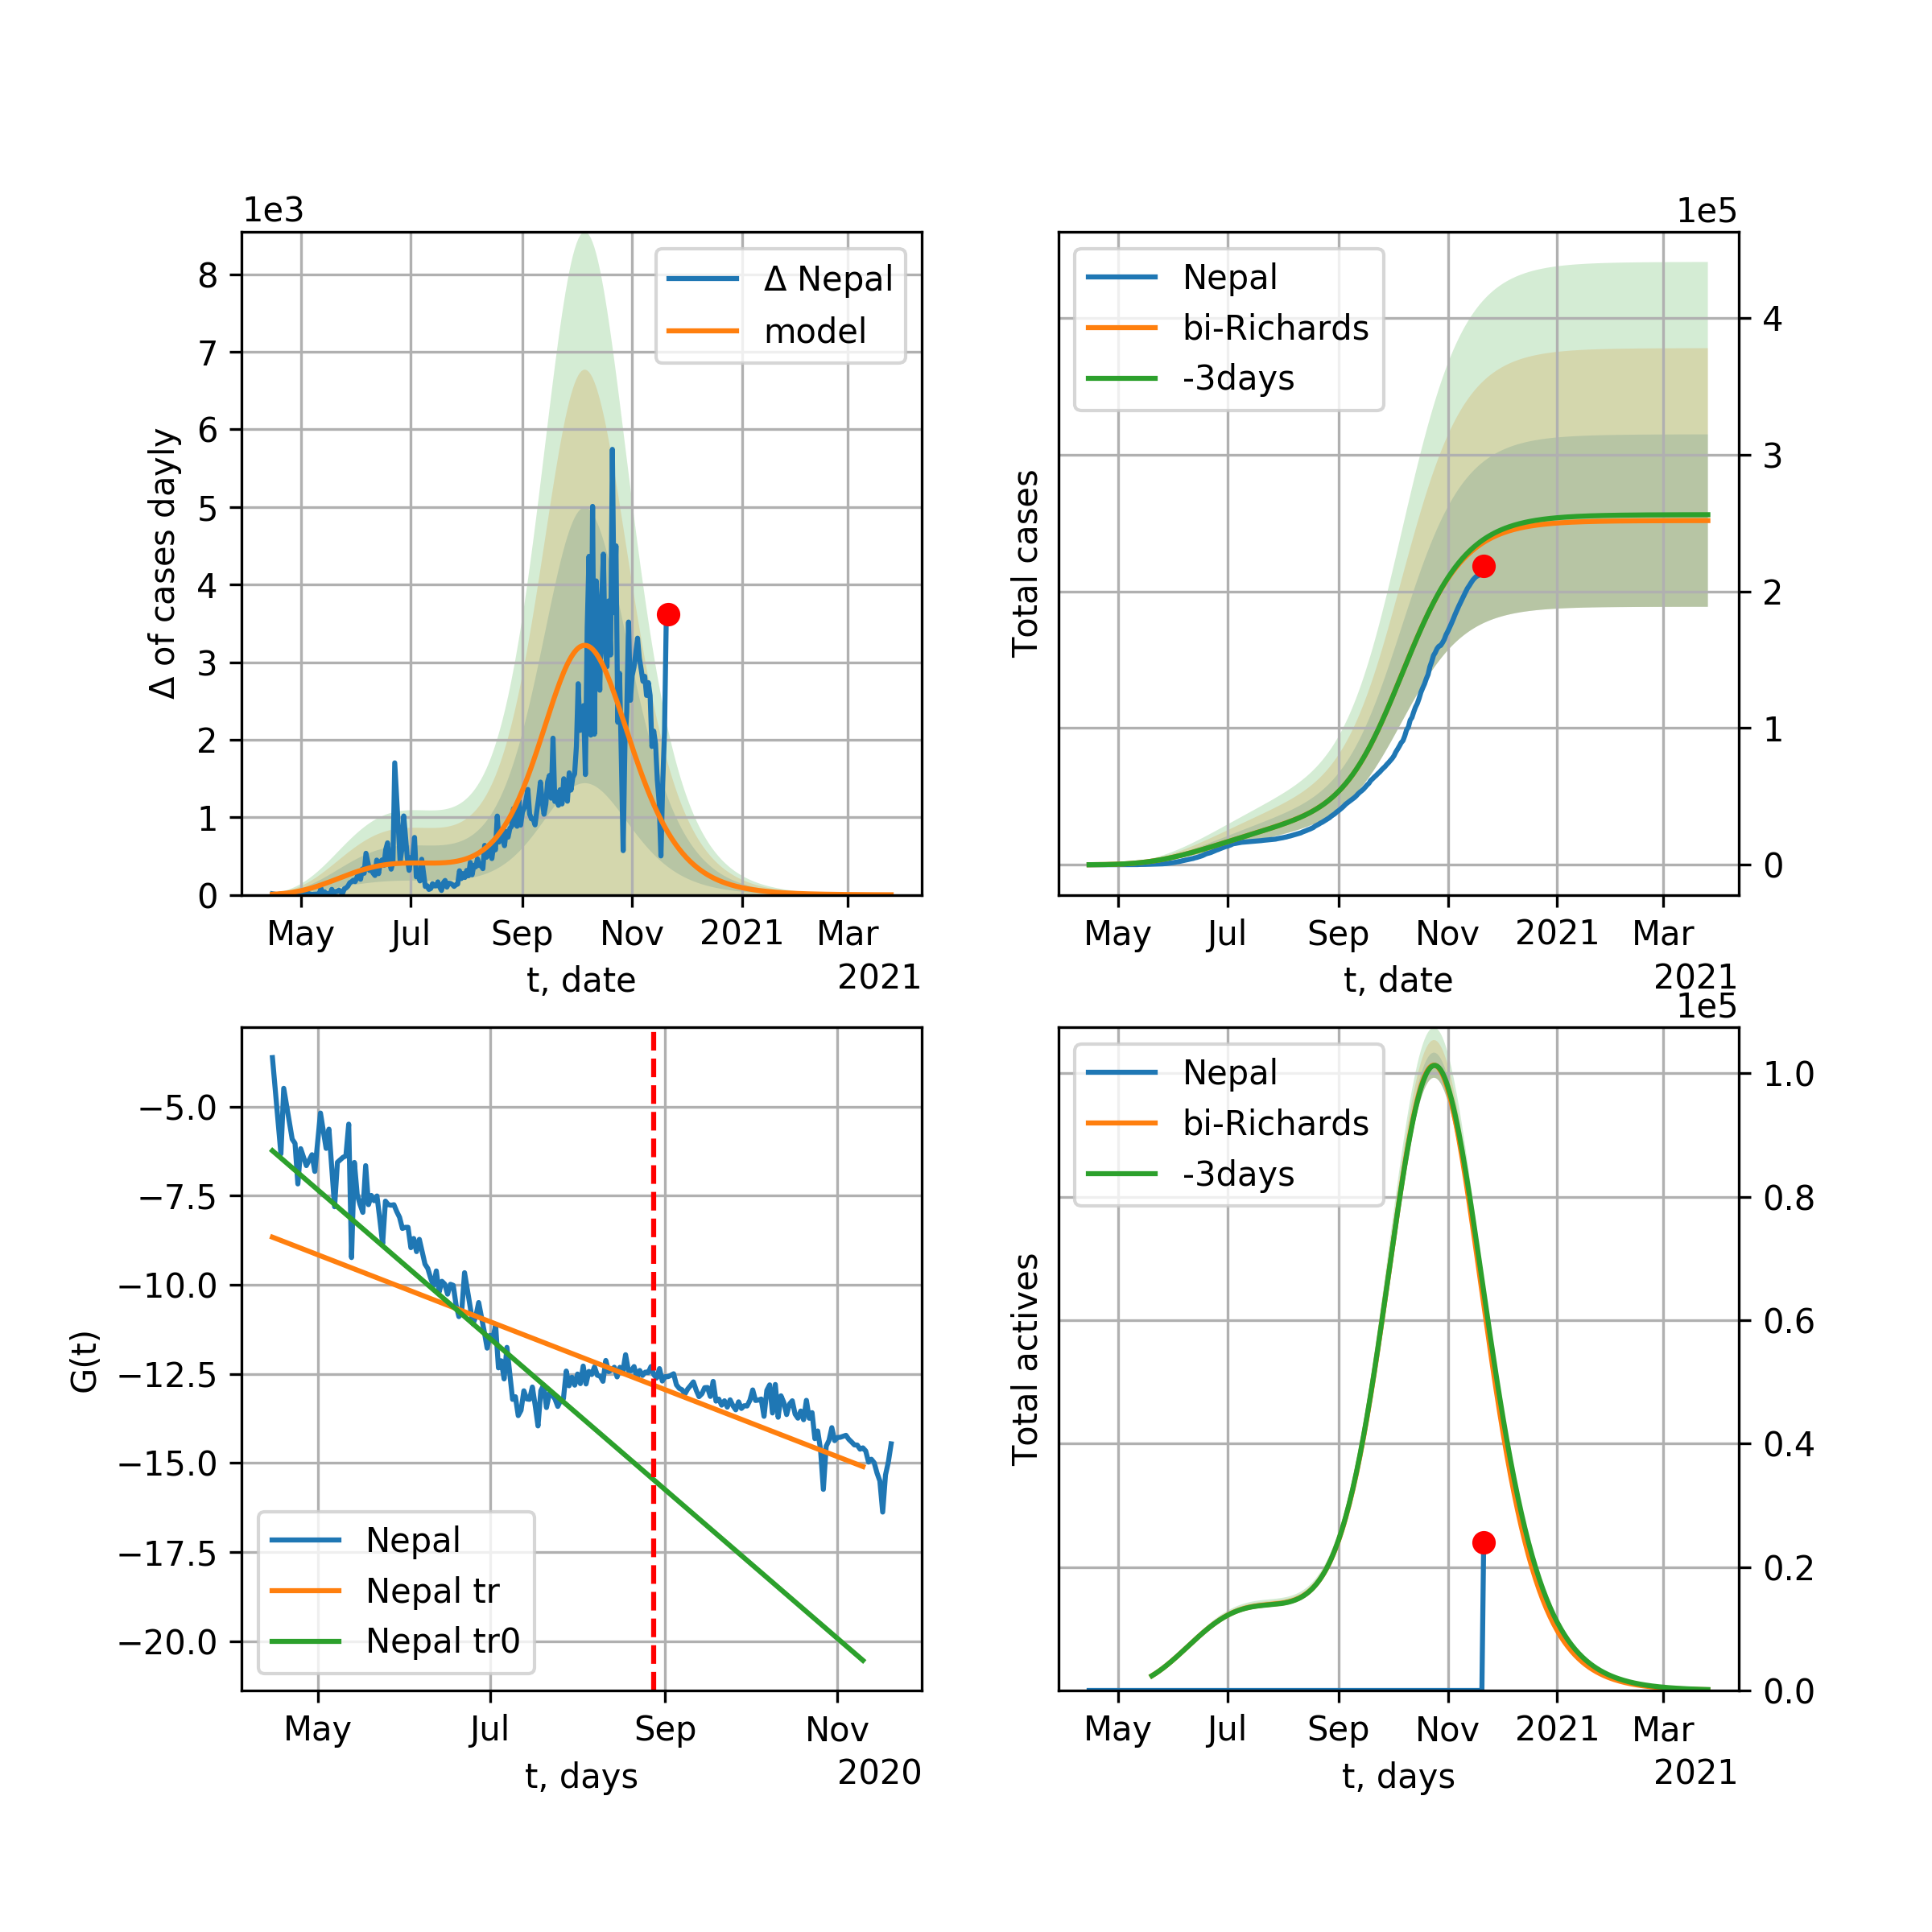 1e3
8
7
6
5
4
3
2
1
0
Δ of cases dayly
Δ Nepal
model
May Jul Sep Nov 2021 Mar
t, date
2021
1e5
Nepal
bi-Richards
-3days
Total cases
4
3
2
1
0
May Jul Sep Nov 2021 Mar
t, date
2021
G(t)
−5.0
−7.5
−10.0
−12.5
−15.0
−17.5
−20.0
Nepal
Nepal tr
Nepal tr0
May Jul Sep Nov
t, days
2020
1e5
Nepal
bi-Richards
-3days
Total actives
1.0
0.8
0.6
0.4
0.2
0.0
May Jul Sep Nov 2021 Mar
t, days
2021